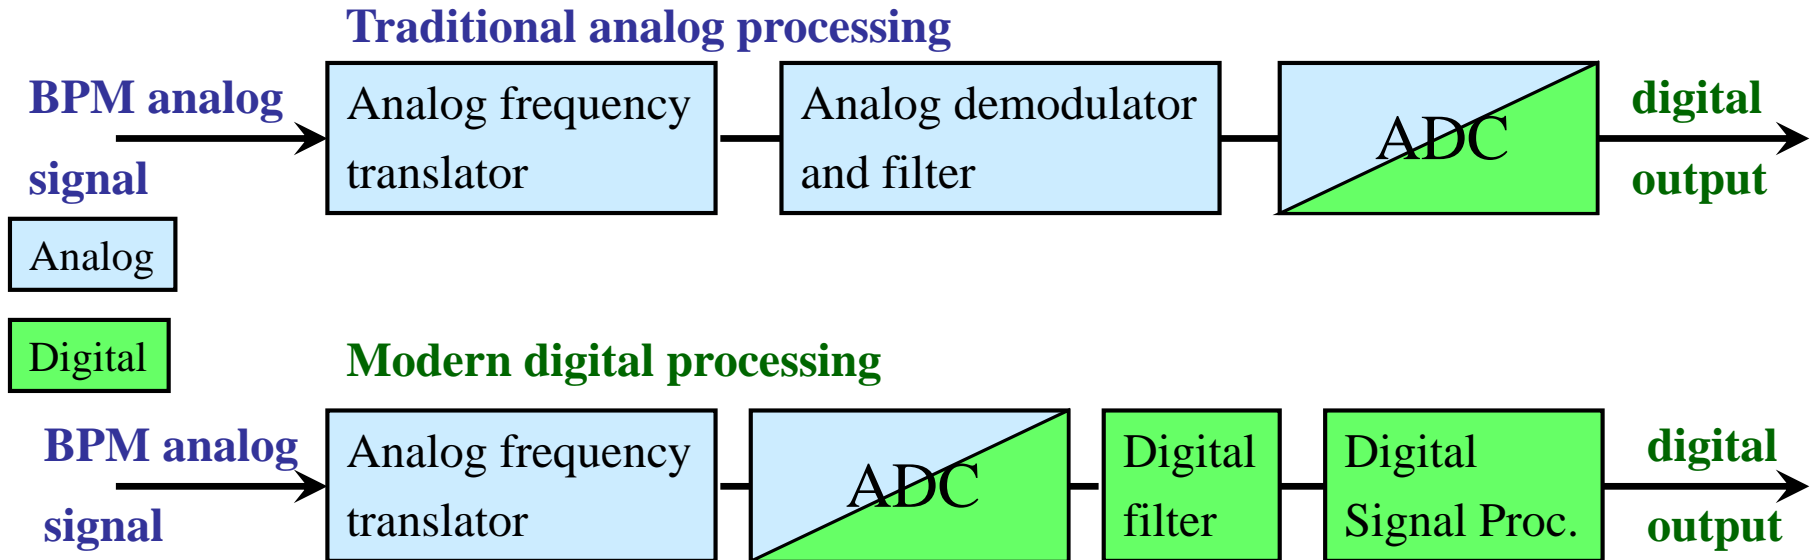 Traditional analog processing
BPM analog
signal
Analog frequency
translator
Analog demodulator
and filter
ADC
digital
output
Analog
Digital
Modern digital processing
BPM analog
signal
Analog frequency
translator
ADC
Digital
filter
Digital
Signal Proc.
digital
output